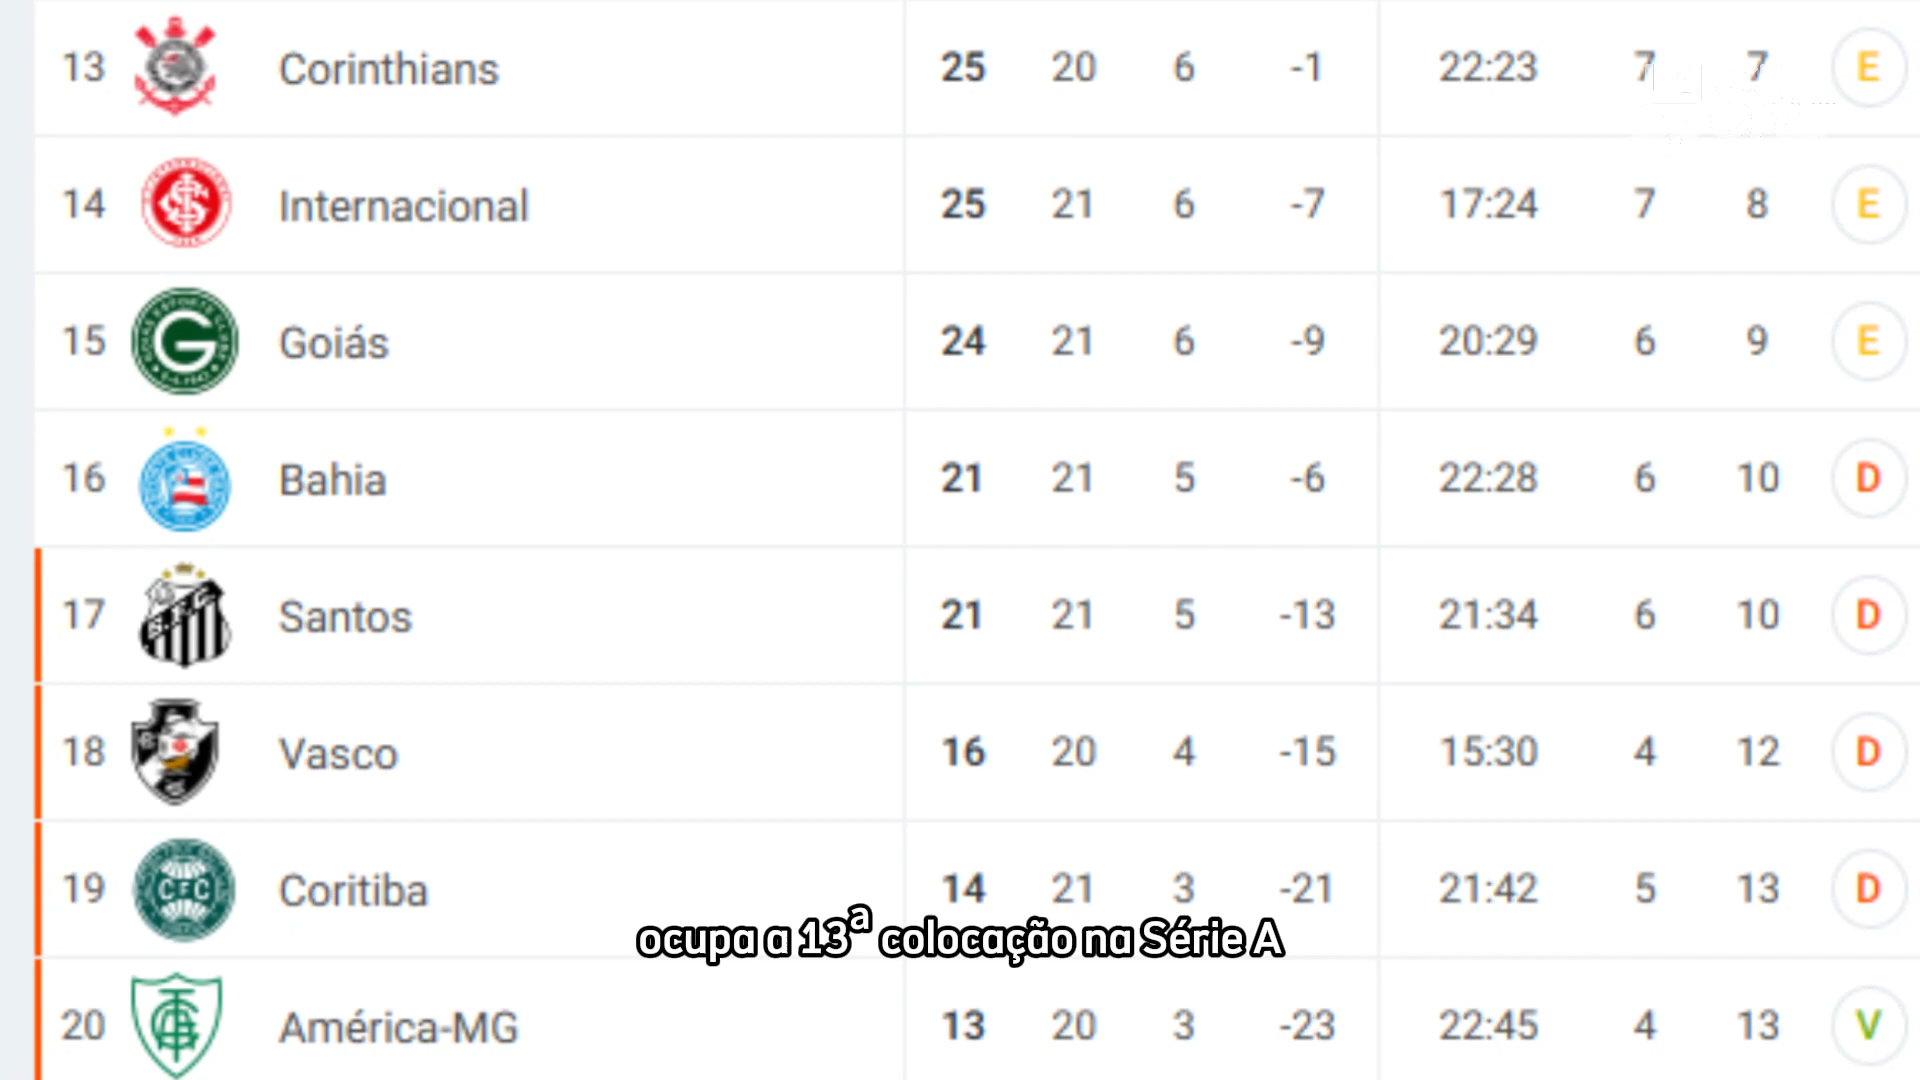 13 Corinthians 25 20 6 -1 22:23 7 7 E
14 Internacional 25 21 6 -7 17:24 7 8 E
15 Goiás 24 21 6 -9 20:29 6 9 E
16 Bahia 21 21 5 -6 22:28 6 10 D
17 Santos 21 21 5 -13 21:34 6 10 D
18 Vasco 16 20 4 -15 15:30 4 12 D
19 Coritiba 14 21 3 -21 21:42 5 13 D
ocupa a 13ª colocação na Série A
20 América-MG 13 20 3 -23 22:45 4 13 V